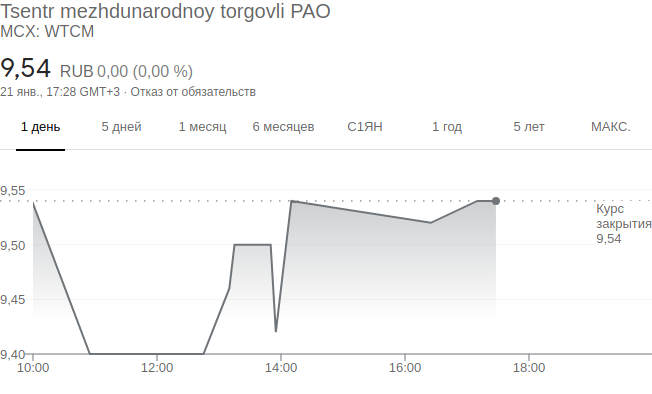 Tsentr mezhdunarodnoy torgovli PAO
MCX: WTCM
9,54 RUB 0,00 (0,00 %)
21 янв., 17:28 GMT+3 · Отказ от обязательств
1 день 5 дней 1 месяц 6 месяцев С1ЯН 1 год 5 лет МАКС.
9,55
Курс
закрытия
9,54
9,50
9,45
9,40
10:00 12:00 14:00 16:00 18:00